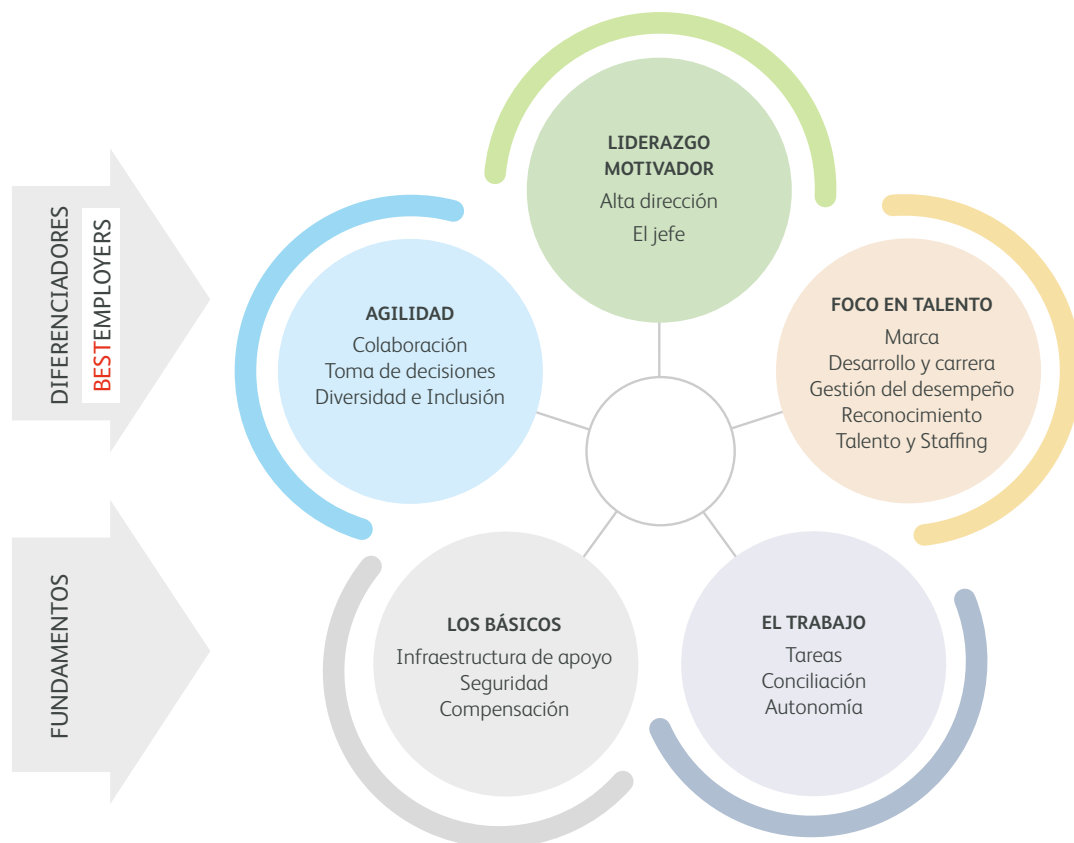 DIFERENCIADORES
BESTEMPLOYERS
LIDERAZGO
MOTIVADOR
Alta dirección
El jefe
AGILIDAD
Colaboración
Toma de decisiones
Diversidad e Inclusión
FOCO EN TALENTO
Marca
Desarrollo y carrera
Gestión del desempeño
Reconocimiento
Talento y Staffing
FUNDAMENTOS
LOS BÁSICOS
Infraestructura de apoyo
Seguridad
Compensación
EL TRABAJO
Tareas
Conciliación
Autonomía